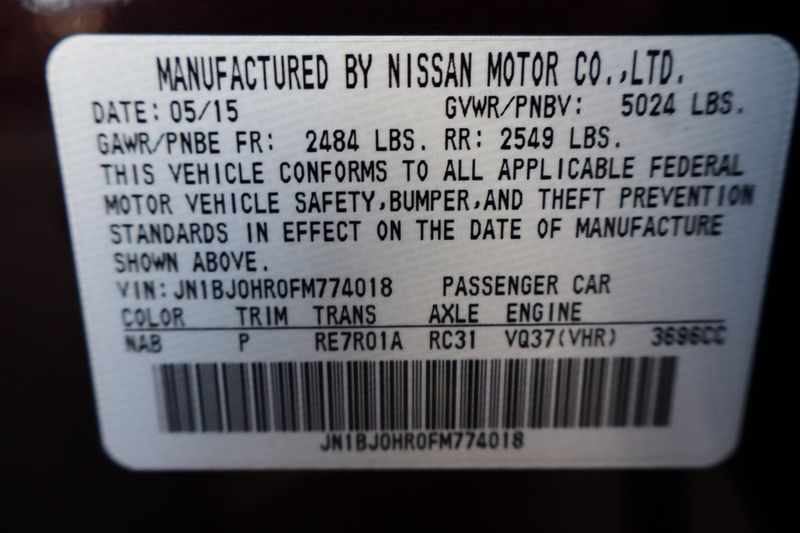 MANUFACTURED BY NISSAN MOTOR CO.,LTD.
DATE: 05/15 GVWR/PNBV: 5024 LBS.
GAWR/PNBE FR: 2484 LBS. RR: 2549 LBS.
THIS VEHICLE CONFORMS TO ALL APPLICABLE FEDERAL
MOTOR VEHICLE SAFETY,BUMPER,AND THEFT PREVENTION
STANDARDS IN EFFECT ON THE DATE OF MANUFACTURE
SHOWN ABOVE.
VIN: JN1BJ0HR0FM774018 PASSENGER CAR
COLOR TRIM TRANS AXLE ENGINE
NAB P RE7R01A RC31 VQ37(VHR) 3696CC
JN1BJ0HR0FM774018